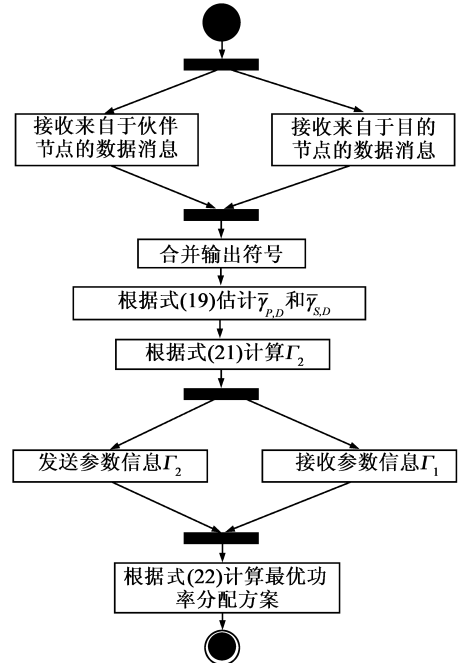 接收来自于伙伴
节点的数据消息
接收来自于目的
节点的数据消息
合并输出符号
根据式(19)估计γ̅P,D和γ̅S,D
根据式(21)计算Γ2
发送参数信息Γ2
接收参数信息Γ1
根据式(22)计算最优功
率分配方案